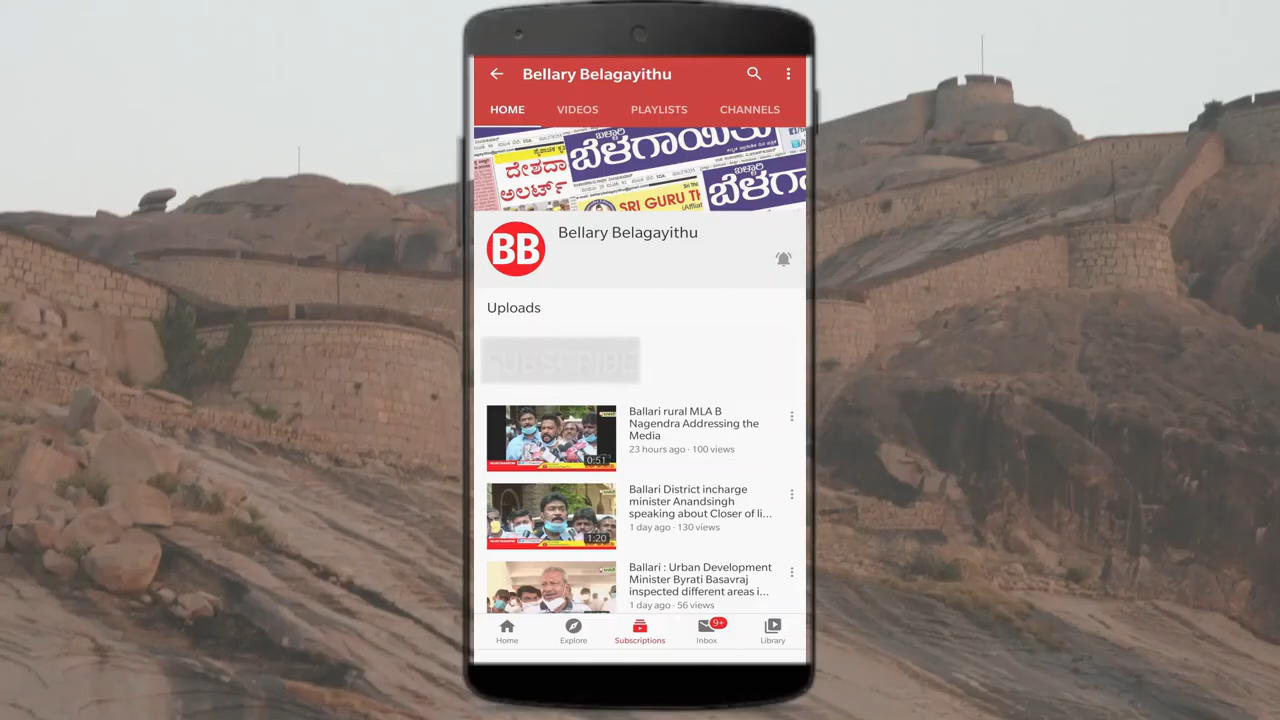 Bellary Belagayithu
HOME VIDEOS PLAYLISTS CHANNELS
ಬಳ್ಳಾರಿ
ಬೆಳಗಾಯಿತು
ದೇಶದಾ
ಅಲರ್ಟ್
SRI GURU
(Affiliat
ಬಳ್ಳಾರಿ
BB
Bellary Belagayithu
Uploads
SUBSCRIBE
Ballari rural MLA B
Nagendra Addressing the
Media
23 hours ago · 100 views
0:51
Ballari District incharge
minister Anandsingh
speaking about Closer of li...
1 day ago · 130 views
1:20
Ballari : Urban Development
Minister Byrati Basavraj
inspected different areas i...
1 day ago · 56 views
9+
Home Explore Subscriptions Inbox Library